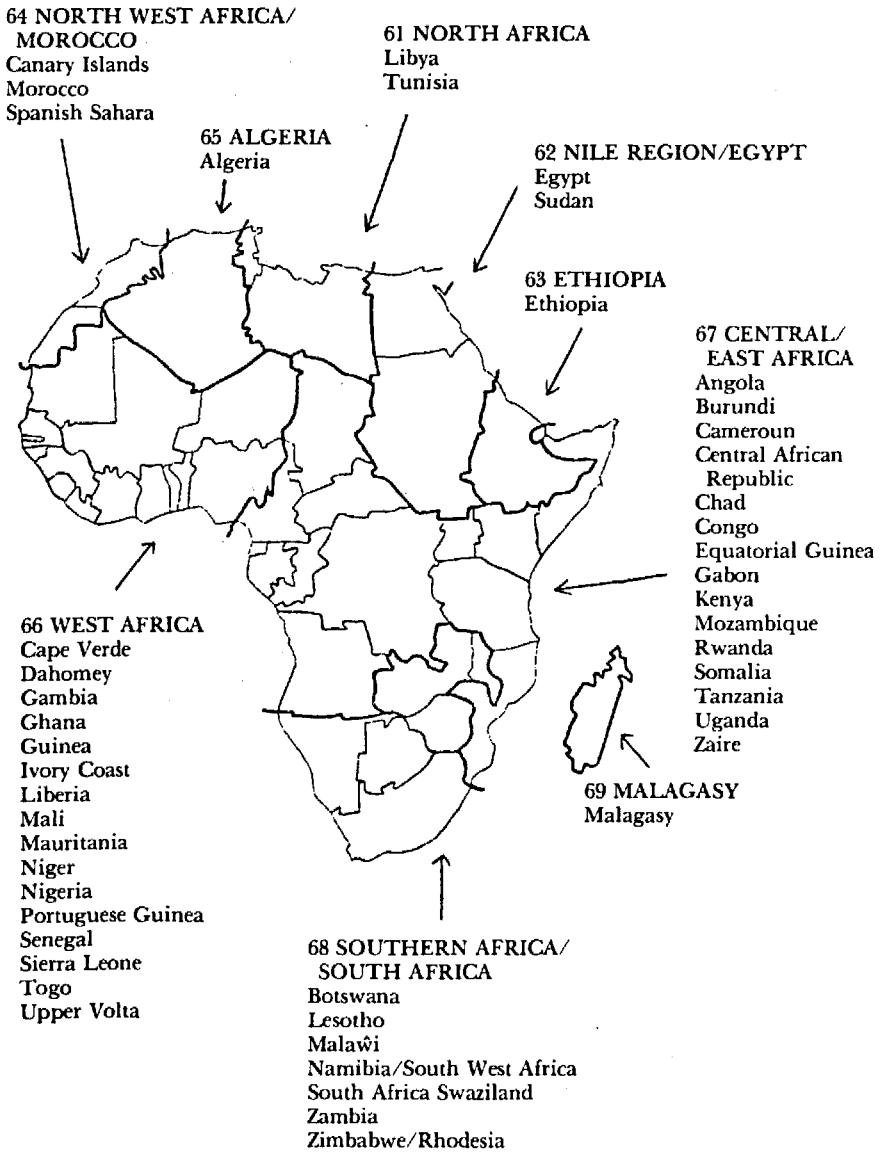 64 NORTH WEST AFRICA/
MOROCCO
Canary Islands
Morocco
Spanish Sahara
61 NORTH AFRICA
Libya
Tunisia
65 ALGERIA
Algeria
62 NILE REGION/EGYPT
Egypt
Sudan
63 ETHIOPIA
Ethiopia
67 CENTRAL/
EAST AFRICA
Angola
Burundi
Cameroun
Central African
Republic
Chad
Congo
Equatorial Guinea
Gabon
Kenya
Mozambique
Rwanda
Somalia
Tanzania
Uganda
Zaire
66 WEST AFRICA
Cape Verde
Dahomey
Gambia
Ghana
Guinea
Ivory Coast
Liberia
Mali
Mauritania
Niger
Nigeria
Portuguese Guinea
Senegal
Sierra Leone
Togo
Upper Volta
69 MALAGASY
Malagasy
68 SOUTHERN AFRICA/
SOUTH AFRICA
Botswana
Lesotho
Malaŵi
Namibia/South West Africa
South Africa Swaziland
Zambia
Zimbabwe/Rhodesia